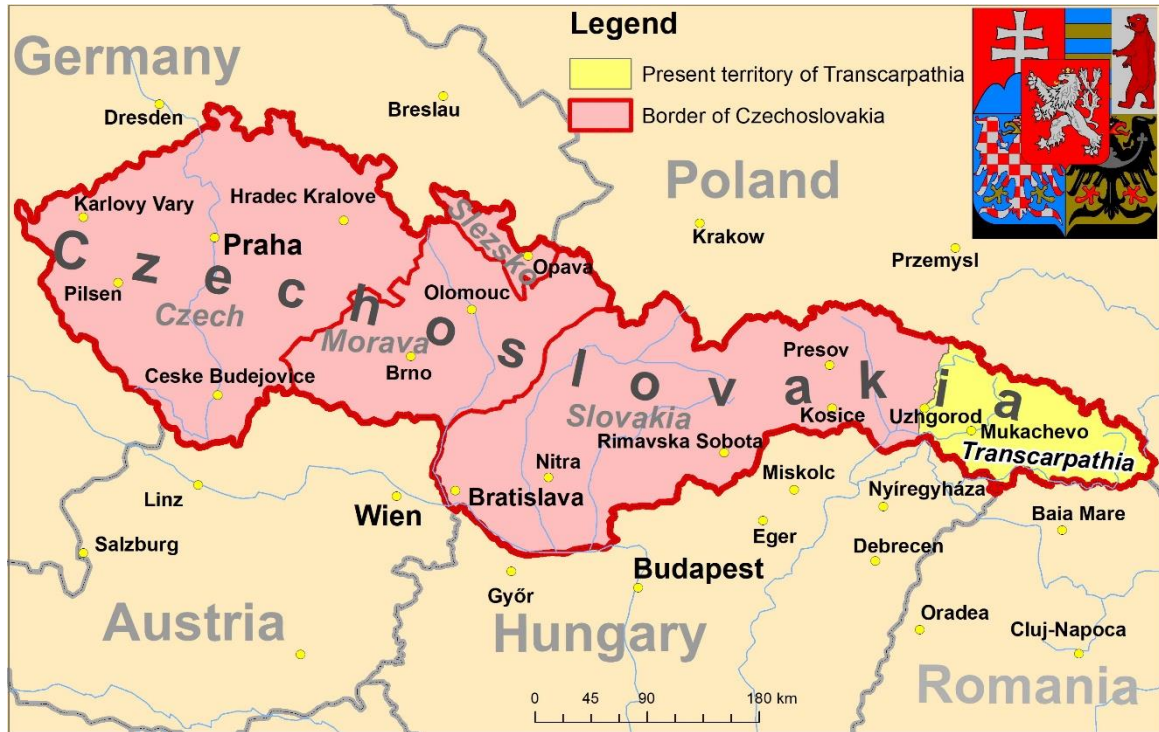 Legend
Present territory of Transcarpathia
Border of Czechoslovakia
Germany
Dresden
Breslau
Poland
Karlovy Vary
Hradec Kralove
Slezsko
Krakow
Praha
Opava
Przemysl
Czechoslovakia
Pilsen
Czech
Olomouc
Morava
Brno
Presov
Ceske Budejovice
Slovakia
Kosice
Uzhgorod
Mukachevo
Rimavska Sobota
Transcarpathia
Nitra
Miskolc
Linz
Wien
Bratislava
Nyíregyháza
Baia Mare
Salzburg
Eger
Debrecen
Budapest
Győr
Austria
Hungary
Oradea
Cluj-Napoca
Romania
0 45 90 180 km